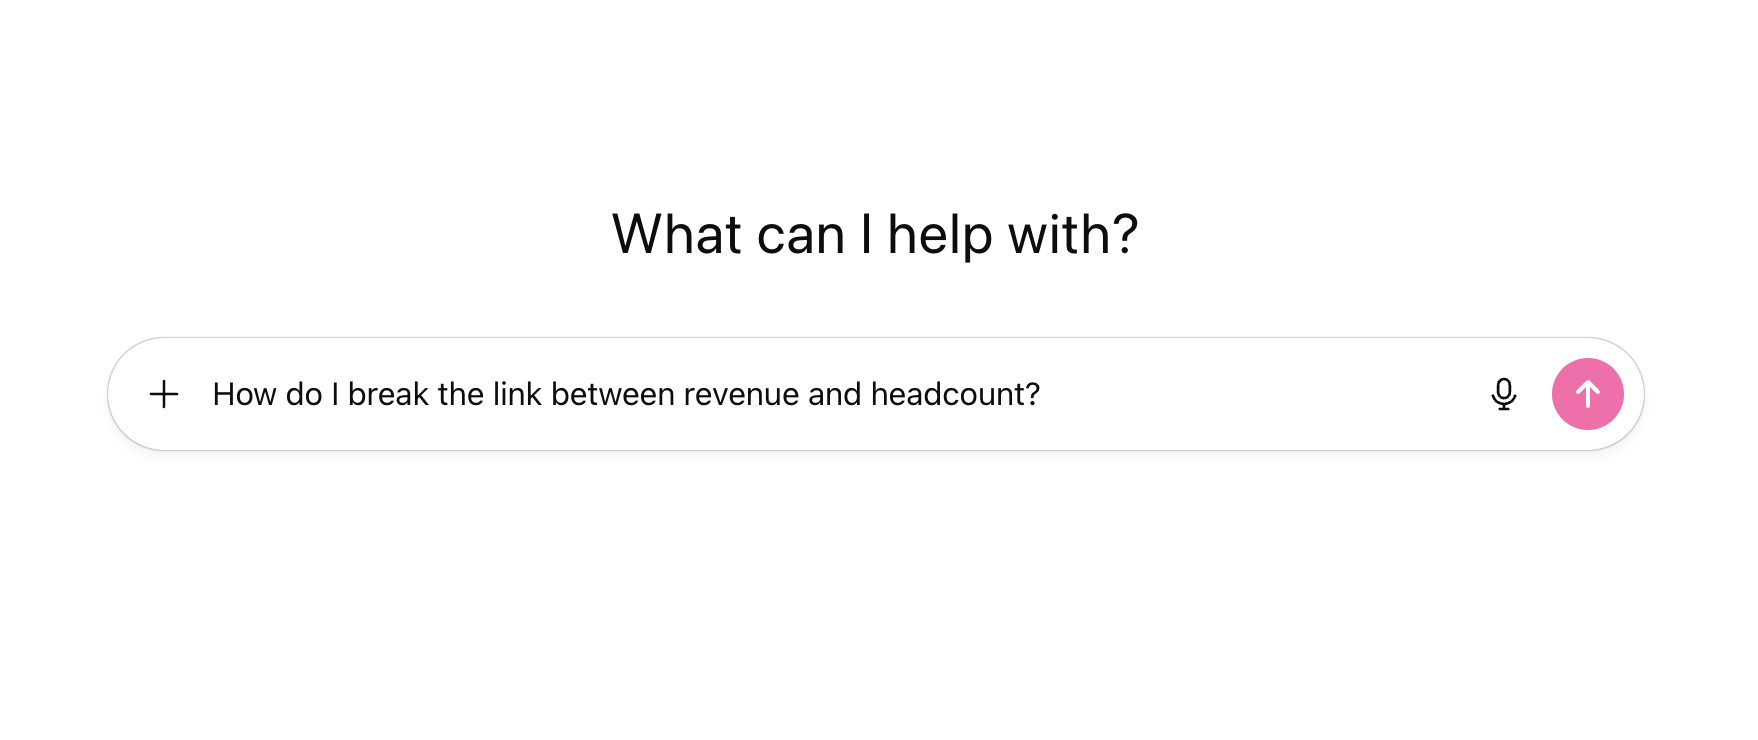 What can I help with?
How do I break the link between revenue and headcount?